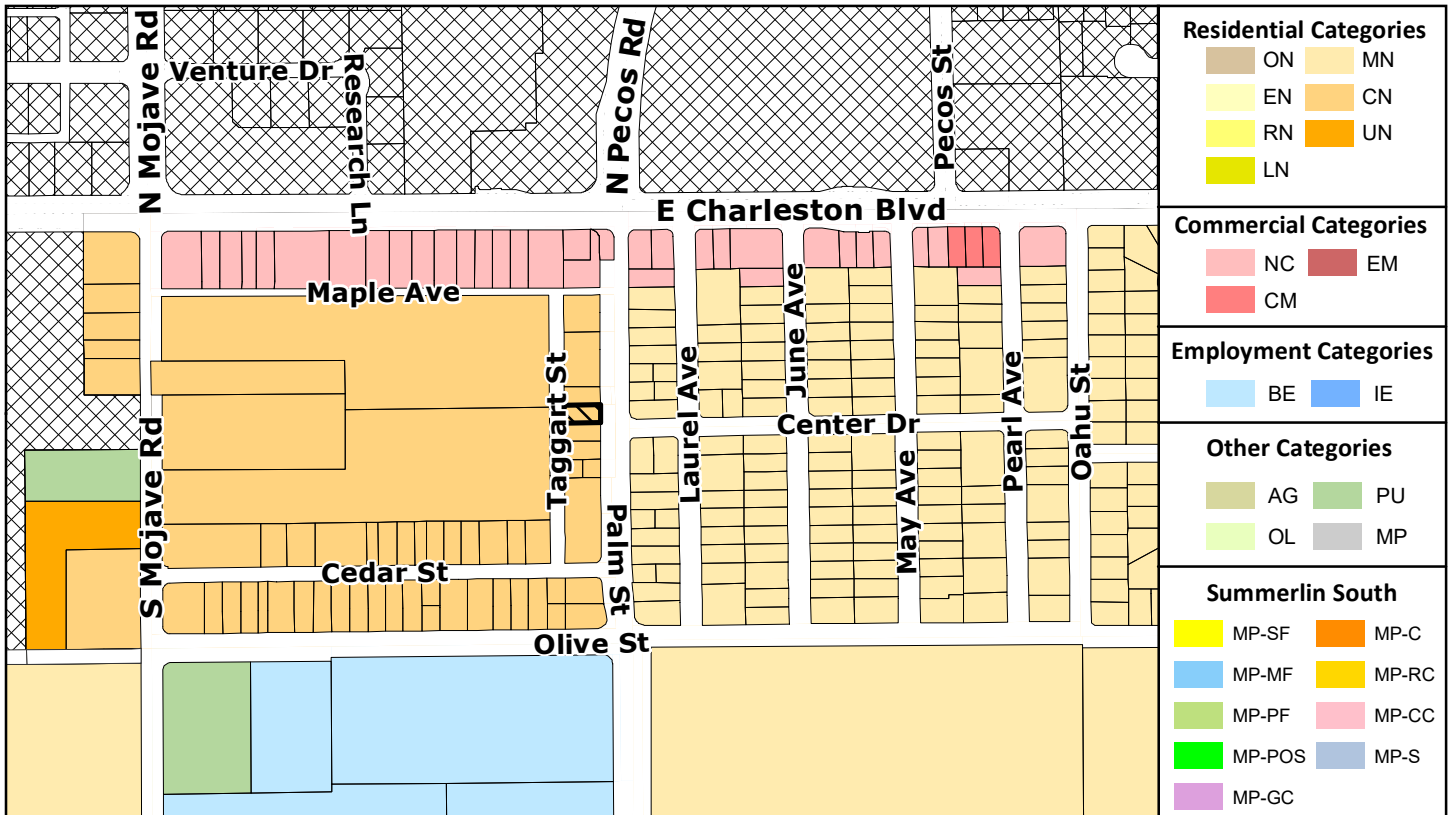 N Mojave Rd
Venture Dr
Research Ln
N Pecos Rd
Pecos St
E Charleston Blvd
Maple Ave
Taggart St
Laurel Ave
June Ave
Center Dr
May Ave
Pearl Ave
Oahu St
S Mojave Rd
Palm St
Cedar St
Olive St
Residential Categories
ON MN
EN CN
RN UN
LN
Commercial Categories
NC EM
CM
Employment Categories
BE IE
Other Categories
AG PU
OL MP
Summerlin South
MP-SF MP-C
MP-MF MP-RC
MP-PF MP-CC
MP-POS MP-S
MP-GC